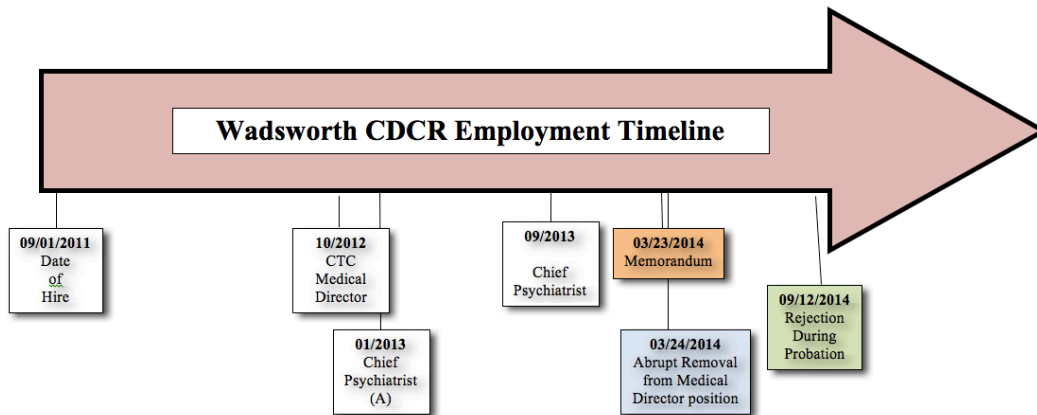 Wadsworth CDCR Employment Timeline
09/01/2011
Date
of
Hire
10/2012
CTC
Medical
Director
01/2013
Chief
Psychiatrist
(A)
09/2013
Chief
Psychiatrist
03/23/2014
Memorandum
03/24/2014
Abrupt Removal
from Medical
Director position
09/12/2014
Rejection
During
Probation